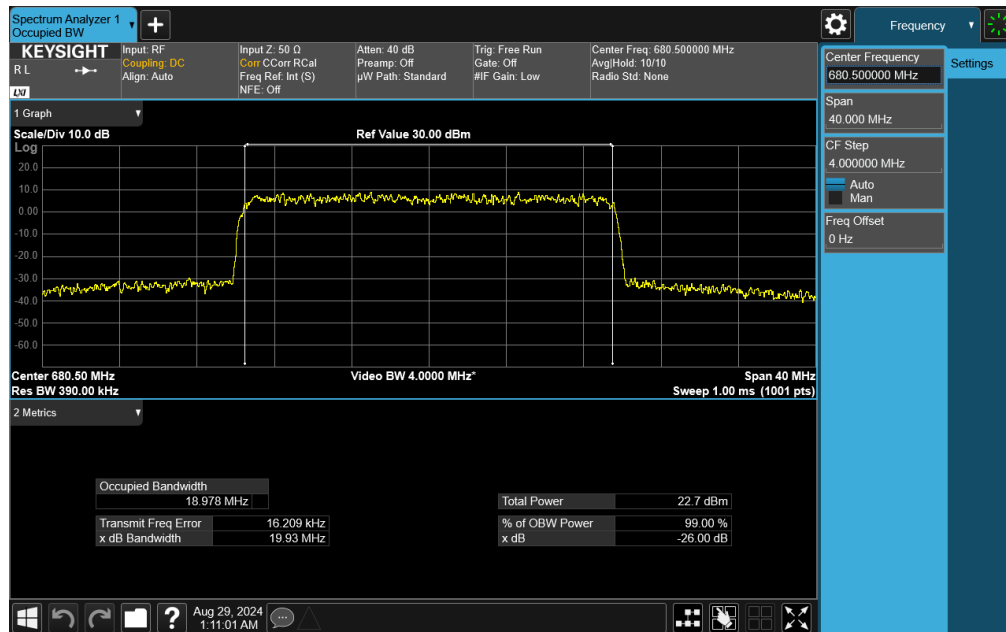 Spectrum Analyzer 1
Occupied BW
Frequency
KEYSIGHT
R L
LXI
Input: RF
Coupling: DC
Align: Auto
Input Z: 50 Ω
Corr CCorr RCal
Freq Ref: Int (S)
NFE: Off
Atten: 40 dB
Preamp: Off
µW Path: Standard
Trig: Free Run
Gate: Off
#IF Gain: Low
Center Freq: 680.500000 MHz
Avg|Hold: 10/10
Radio Std: None
Center Frequency
680.500000 MHz
Settings
Span
40.000 MHz
CF Step
4.000000 MHz
Auto
Man
Freq Offset
0 Hz
1 Graph
Scale/Div 10.0 dB
Ref Value 30.00 dBm
Log
20.0
10.0
0.00
-10.0
-20.0
-30.0
-40.0
-50.0
-60.0
Center 680.50 MHz
Video BW 4.0000 MHz*
Span 40 MHz
Res BW 390.00 kHz
Sweep 1.00 ms (1001 pts)
2 Metrics
Occupied Bandwidth
18.978 MHz
Total Power 22.7 dBm
Transmit Freq Error 16.209 kHz
% of OBW Power 99.00 %
x dB Bandwidth 19.93 MHz
x dB -26.00 dB
Aug 29, 2024
1:11:01 AM